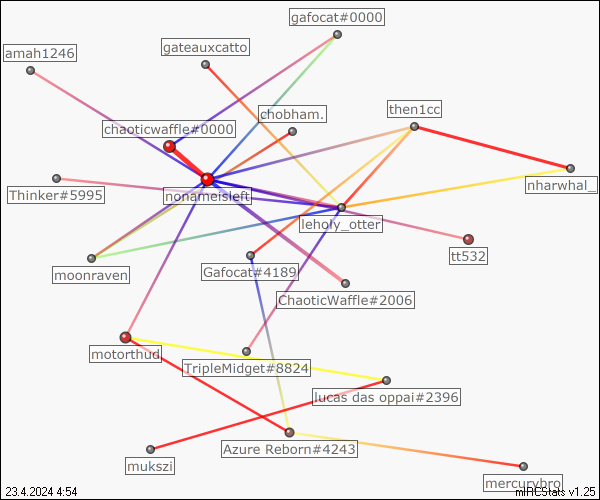 gafocat#0000
gateauxcatto
amah1246
then1cc
chobham.
chaoticwaffle#0000
nharwhal_
Thinker#5995
nonameisleft
leholy_otter
tt532
moonraven
Gafocat#4189
ChaoticWaffle#2006
motorthud
TripleMidget#8824
lucas das oppai#2396
Azure Reborn#4243
mukszi
mercurybro
23.4.2024 4:54
mIRCStats v1.25